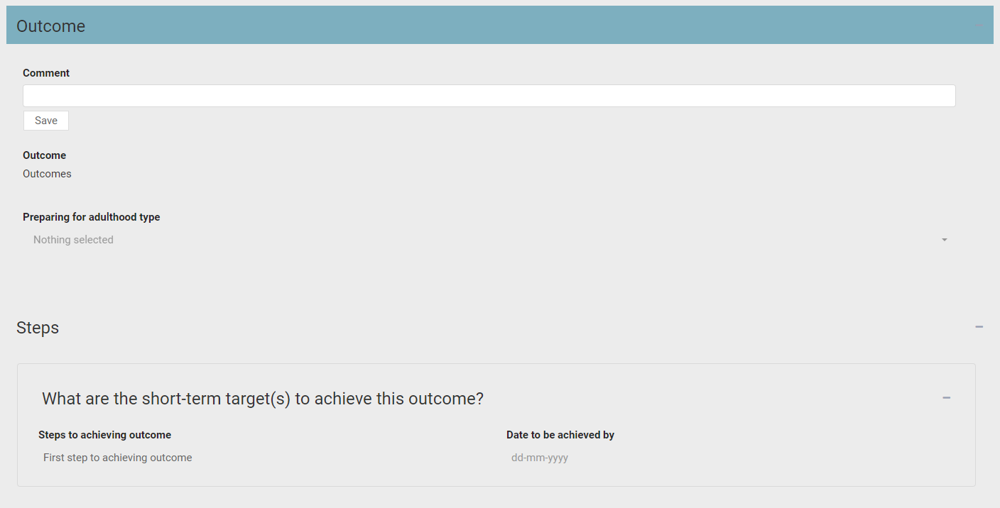 Outcome
Comment
Save
Outcome
Outcomes
Preparing for adulthood type
Nothing selected
Steps
What are the short-term target(s) to achieve this outcome?
Steps to achieving outcome
Date to be achieved by
First step to achieving outcome
dd-mm-yyyy